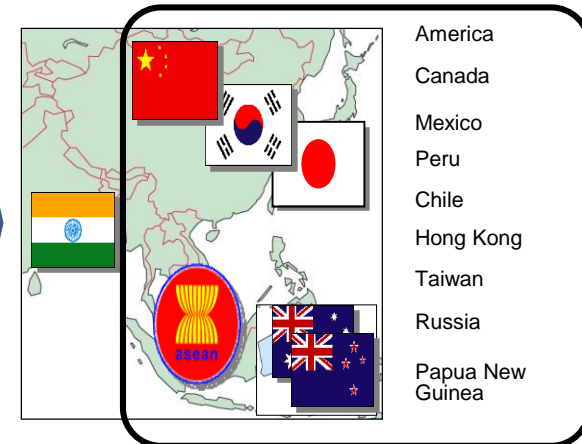 America
Canada
Mexico
Peru
Chile
Hong Kong
Taiwan
Russia
Papua New
Guinea
asean